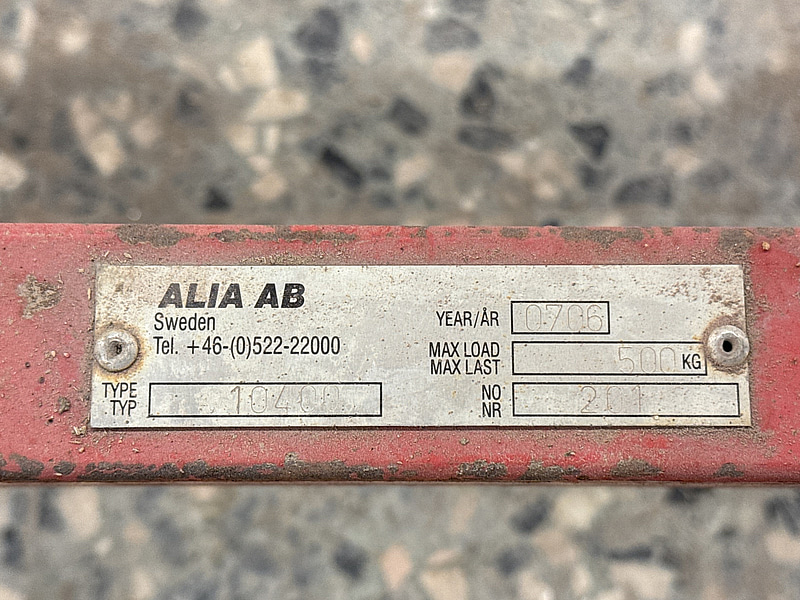 ALIA AB
Sweden
Tel. +46-(0)522-22000
TYPE
TYP
10400
YEAR/ÅR 0706
MAX LOAD
MAX LAST
500 KG
NO
NR
201